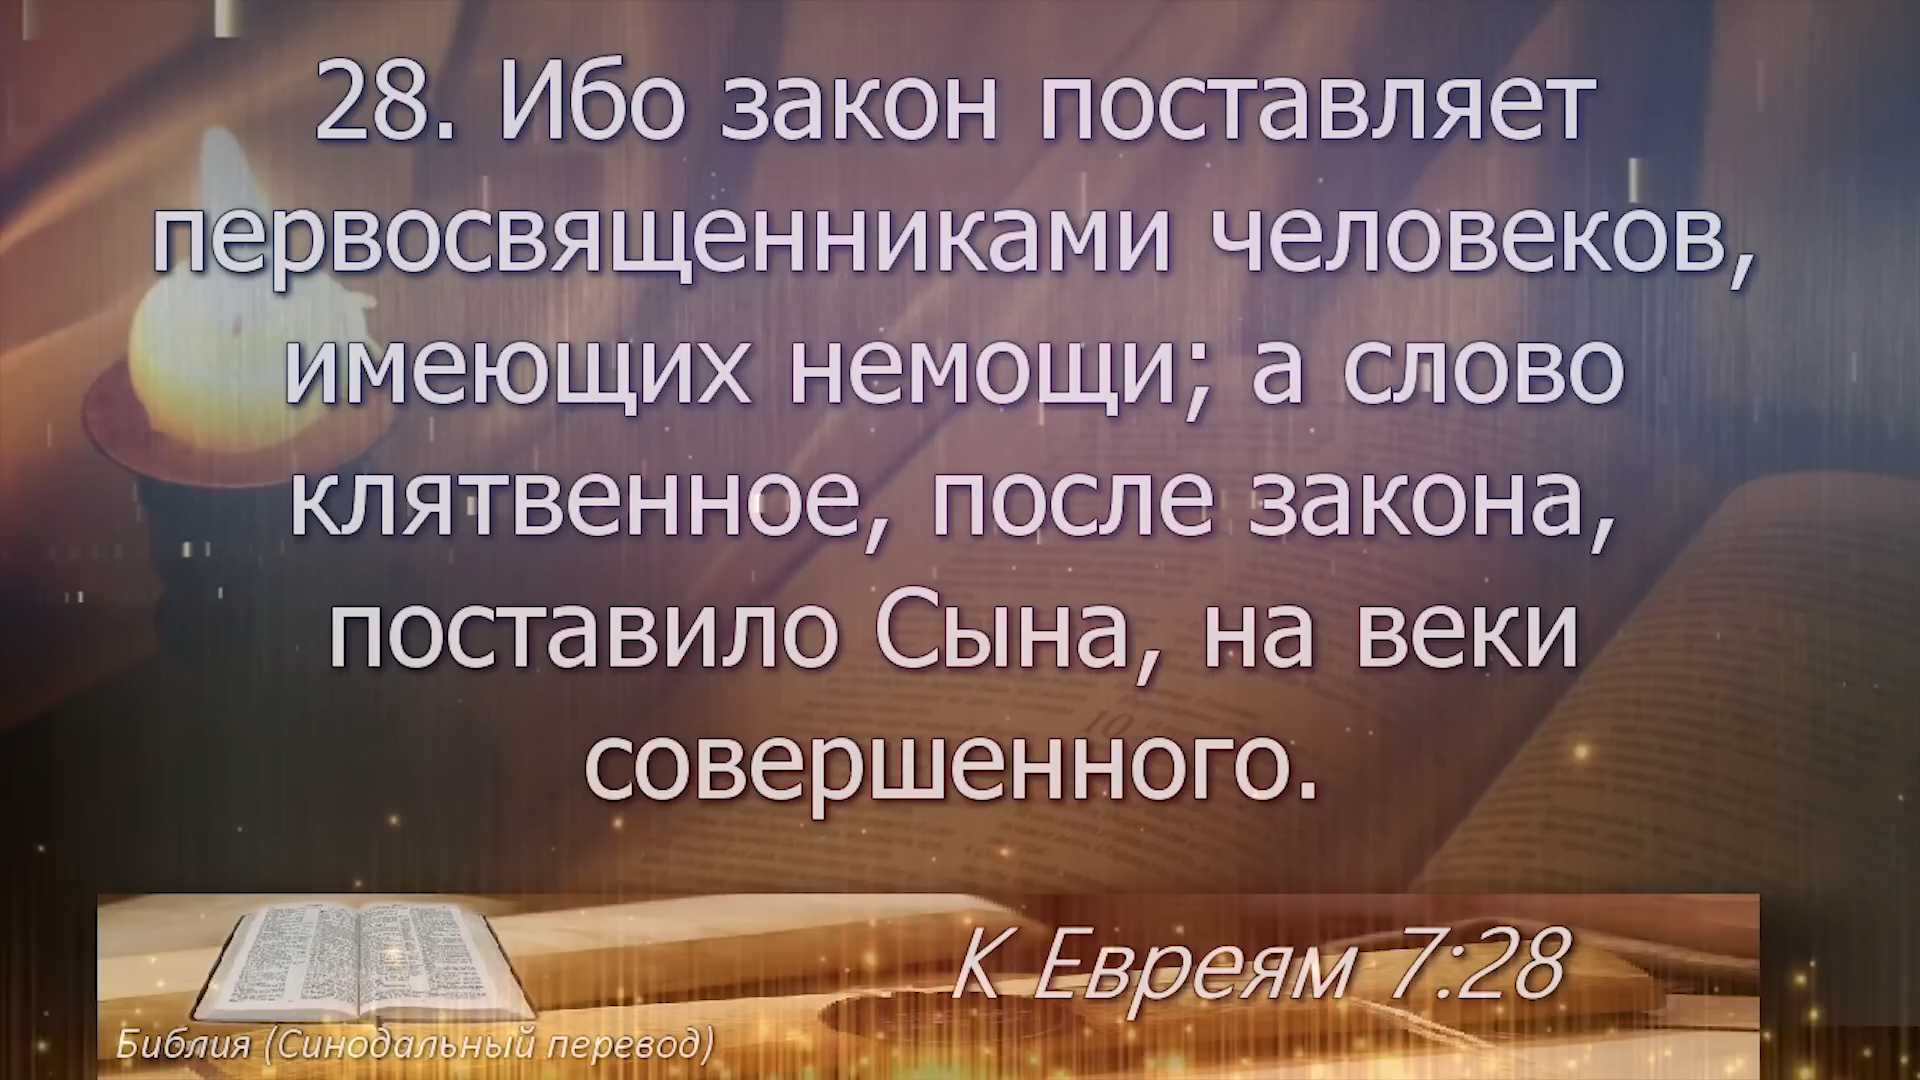 28. Ибо закон поставляет
первосвященниками человеков,
имеющих немощи; а слово
клятвенное, после закона,
поставило Сына, на веки
совершенного.
К Евреям 7:28
Библия (Синодальный перевод)